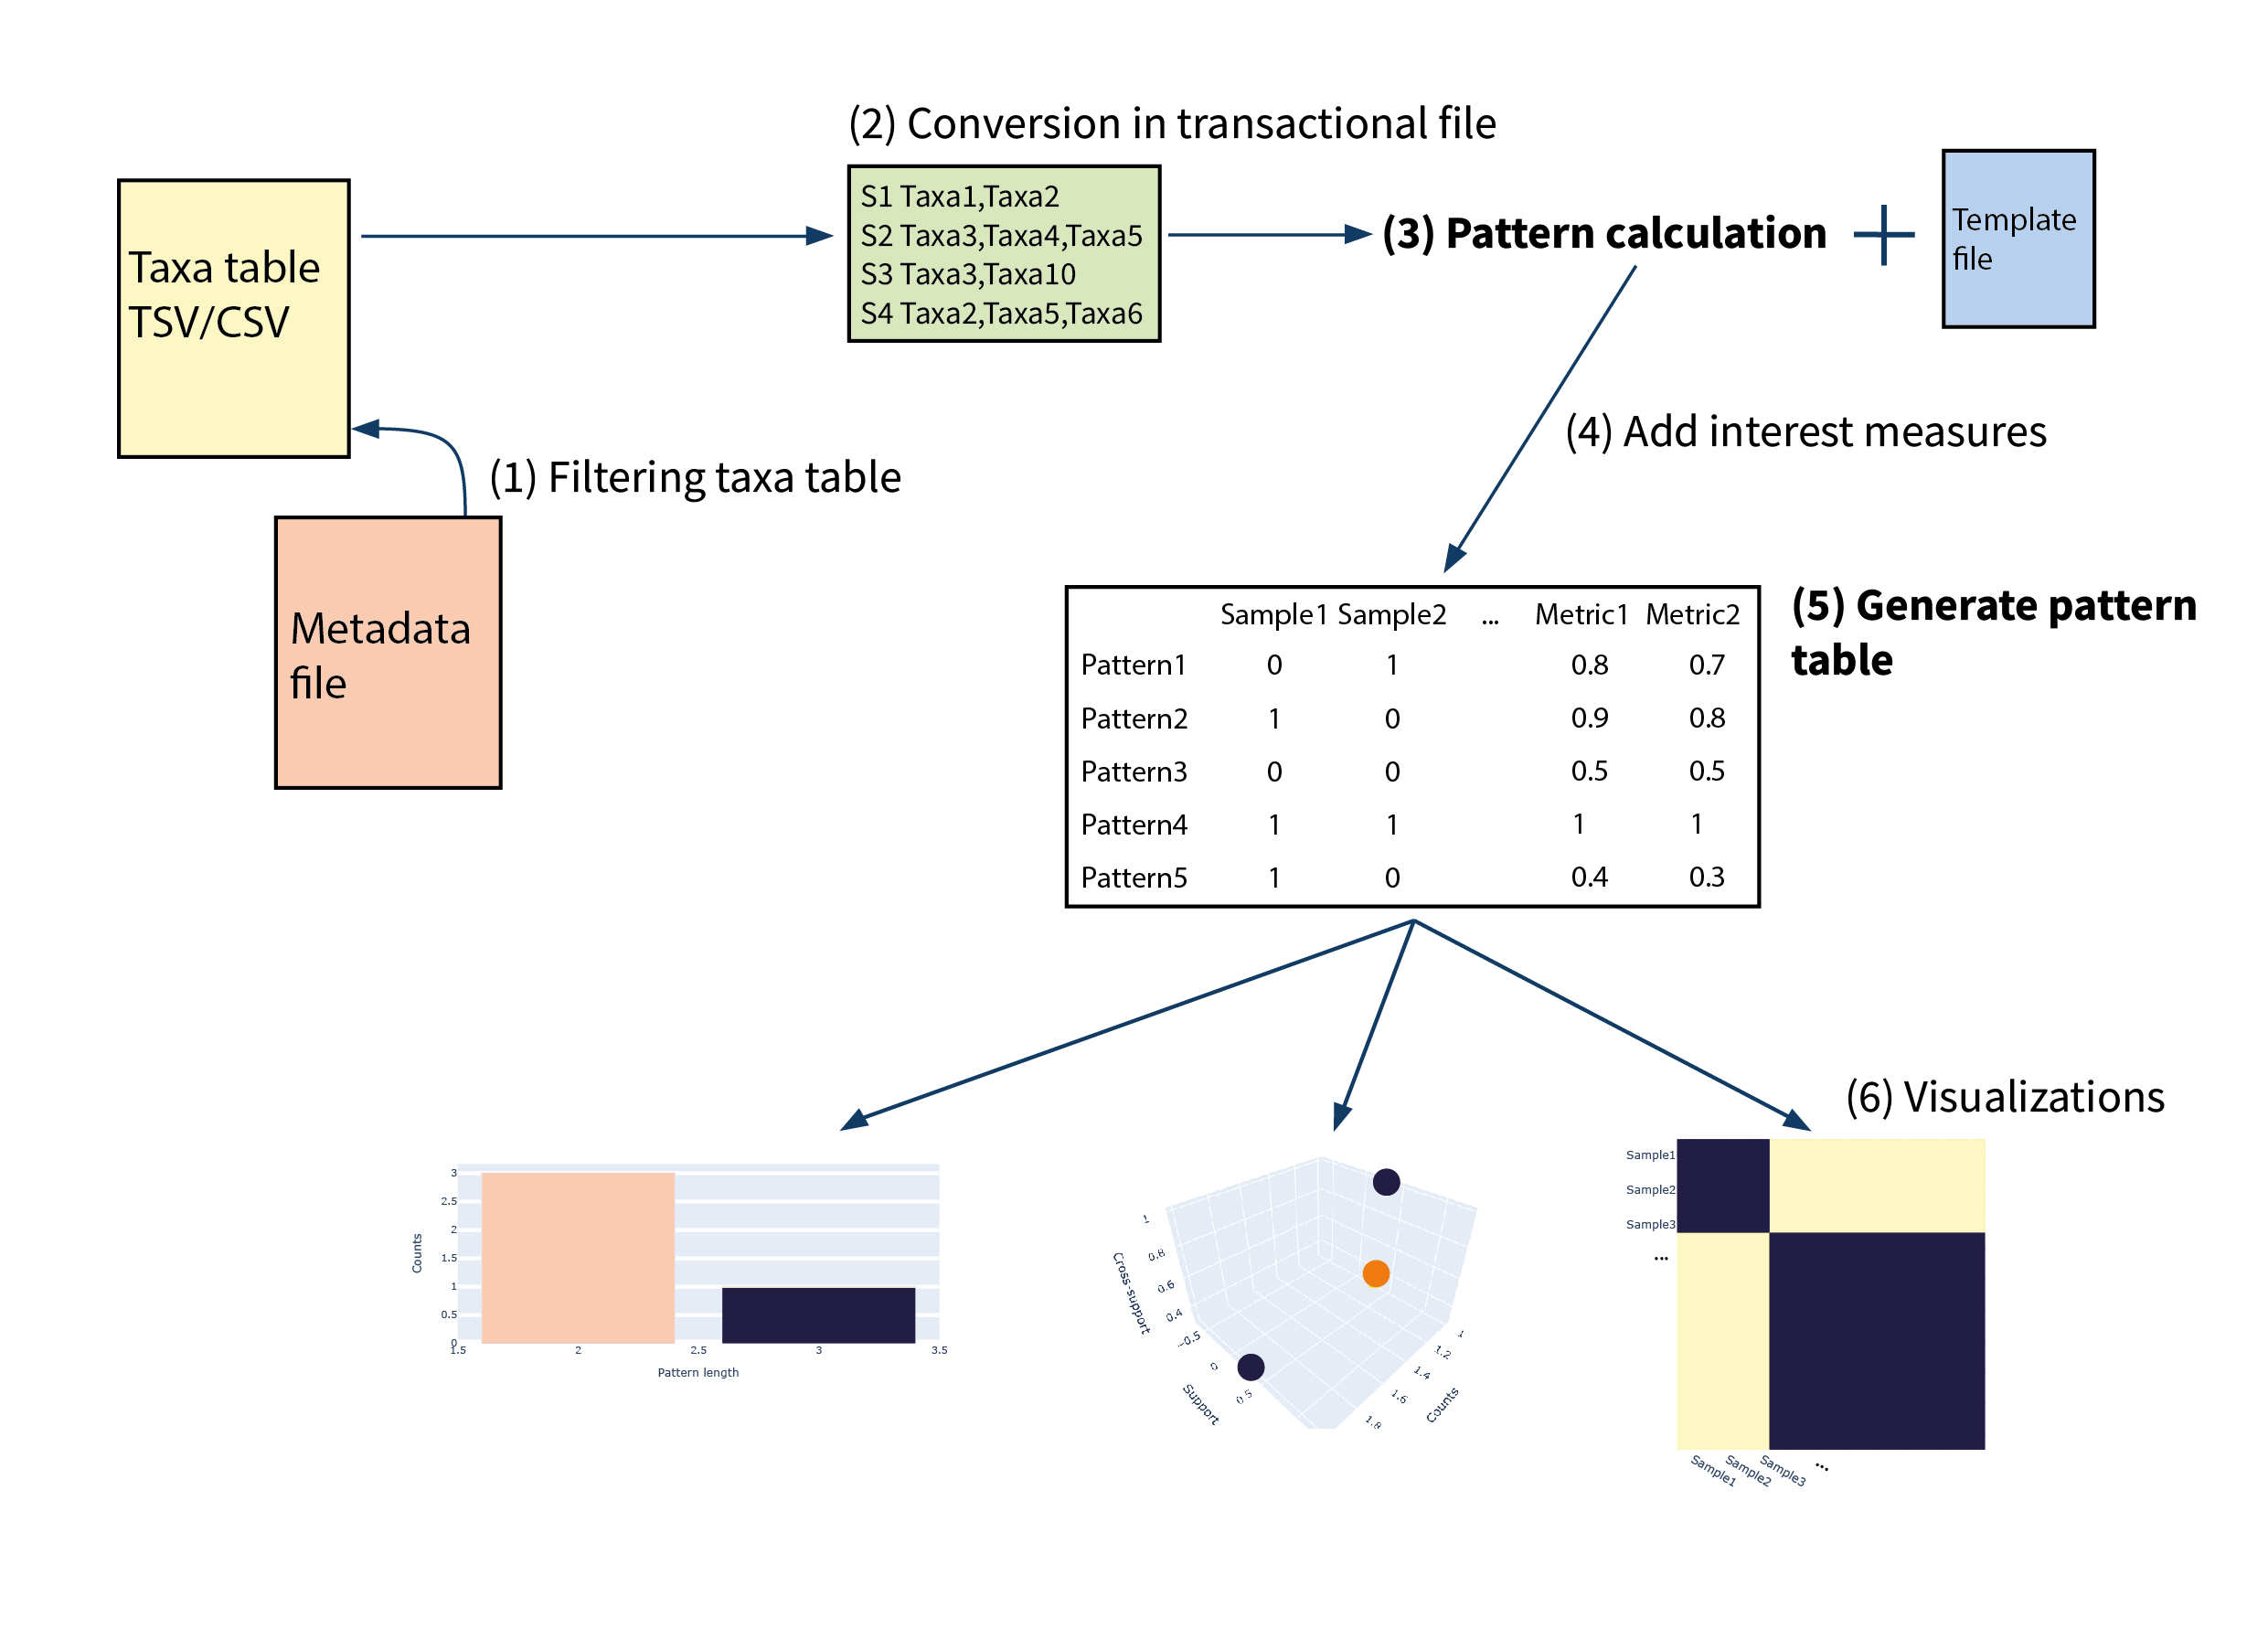 (2) Conversion in transactional file
Taxa table
TSV/CSV
S1 Taxa1,Taxa2
S2 Taxa3,Taxa4,Taxa5
S3 Taxa3,Taxa10
S4 Taxa2,Taxa5,Taxa6
(3) Pattern calculation
Template
file
(1) Filtering taxa table
Metadata
file
(4) Add interest measures
(5) Generate pattern
table
Sample1 Sample2 ... Metric1 Metric2
Pattern1 0 1 0.8 0.7
Pattern2 1 0 0.9 0.8
Pattern3 0 0 0.5 0.5
Pattern4 1 1 1 1
Pattern5 1 0 0.4 0.3
(6) Visualizations
Counts
3
2.5
2
1.5
1
0.5
0
1.5 2 2.5 3 3.5
Pattern length
Cross-support
1
0.8
0.6
0.4
−0.5
0
0.5
Support
1
1.2
1.4
1.6
1.8
Counts
Sample1
Sample2
Sample3
...
Sample1 Sample2 Sample3 ...